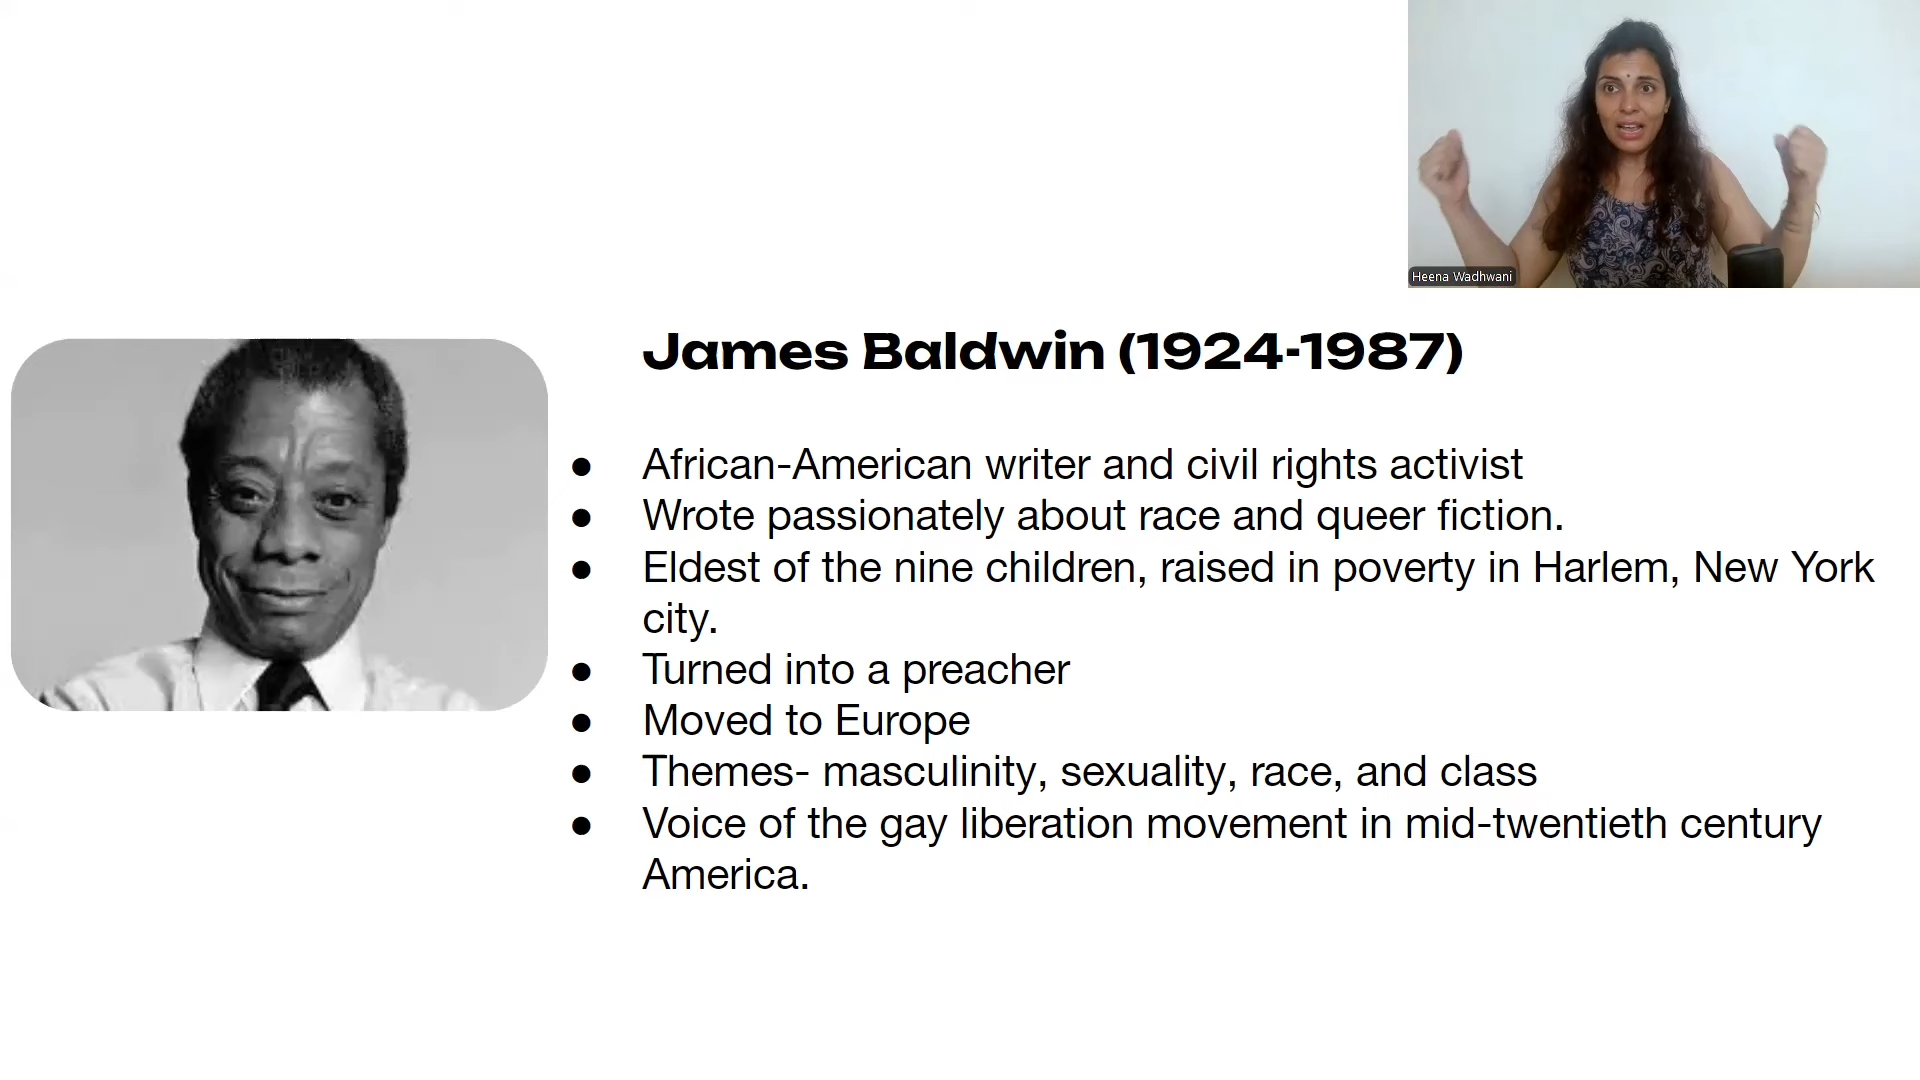 Heena Wadhwani
James Baldwin (1924-1987)
● African-American writer and civil rights activist
● Wrote passionately about race and queer fiction.
● Eldest of the nine children, raised in poverty in Harlem, New York
city.
● Turned into a preacher
● Moved to Europe
● Themes- masculinity, sexuality, race, and class
● Voice of the gay liberation movement in mid-twentieth century
America.